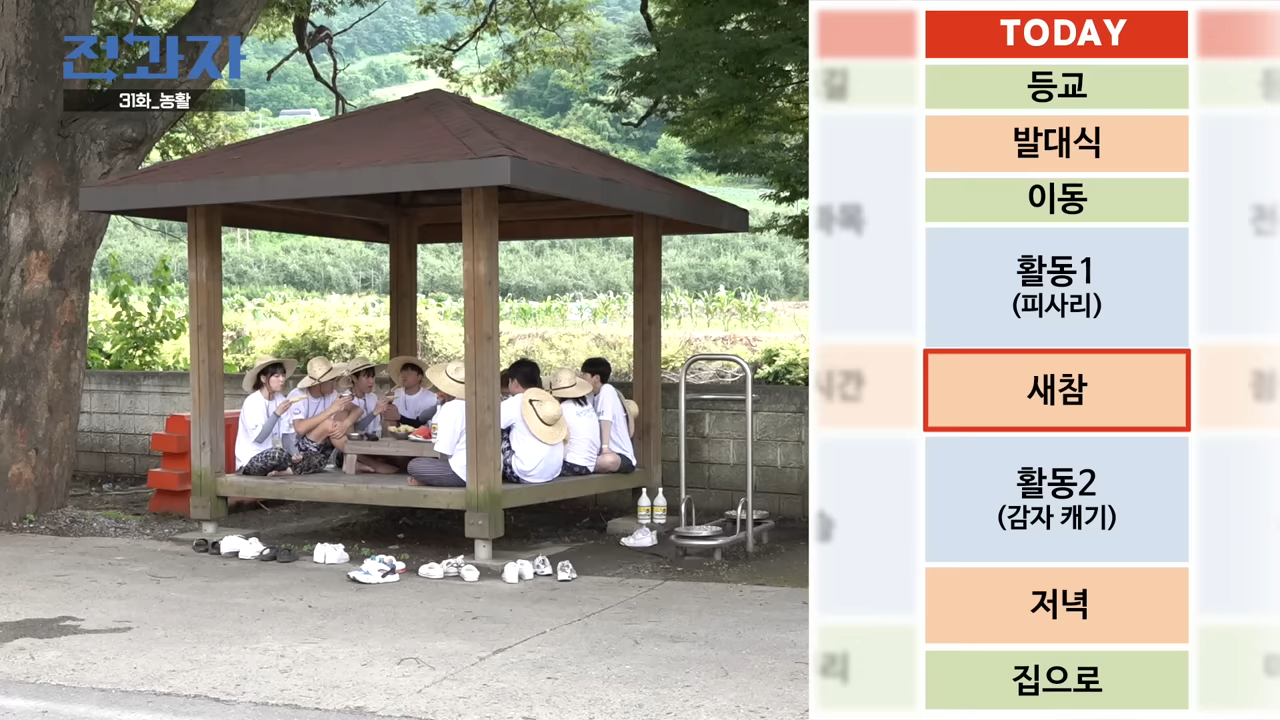 전과자
31화_농활
TODAY
등교
발대식
이동
활동1
(피사리)
새참
활동2
(감자 캐기)
저녁
집으로